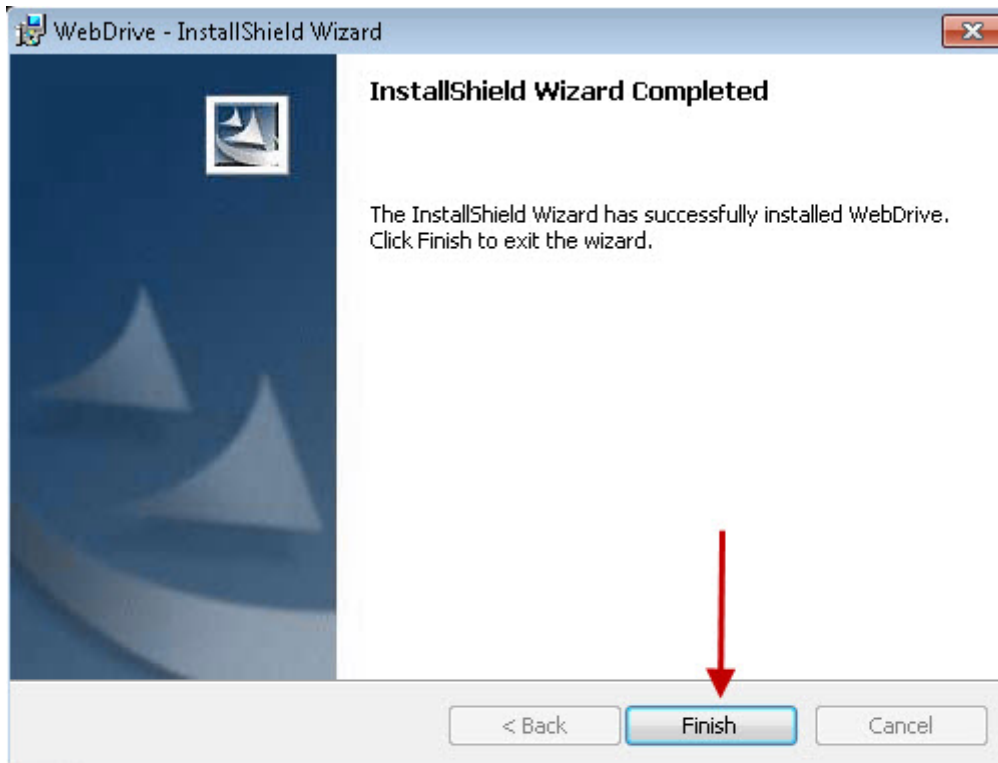 WebDrive - InstallShield Wizard
InstallShield Wizard Completed
The InstallShield Wizard has successfully installed WebDrive.
Click Finish to exit the wizard.
< Back Finish Cancel